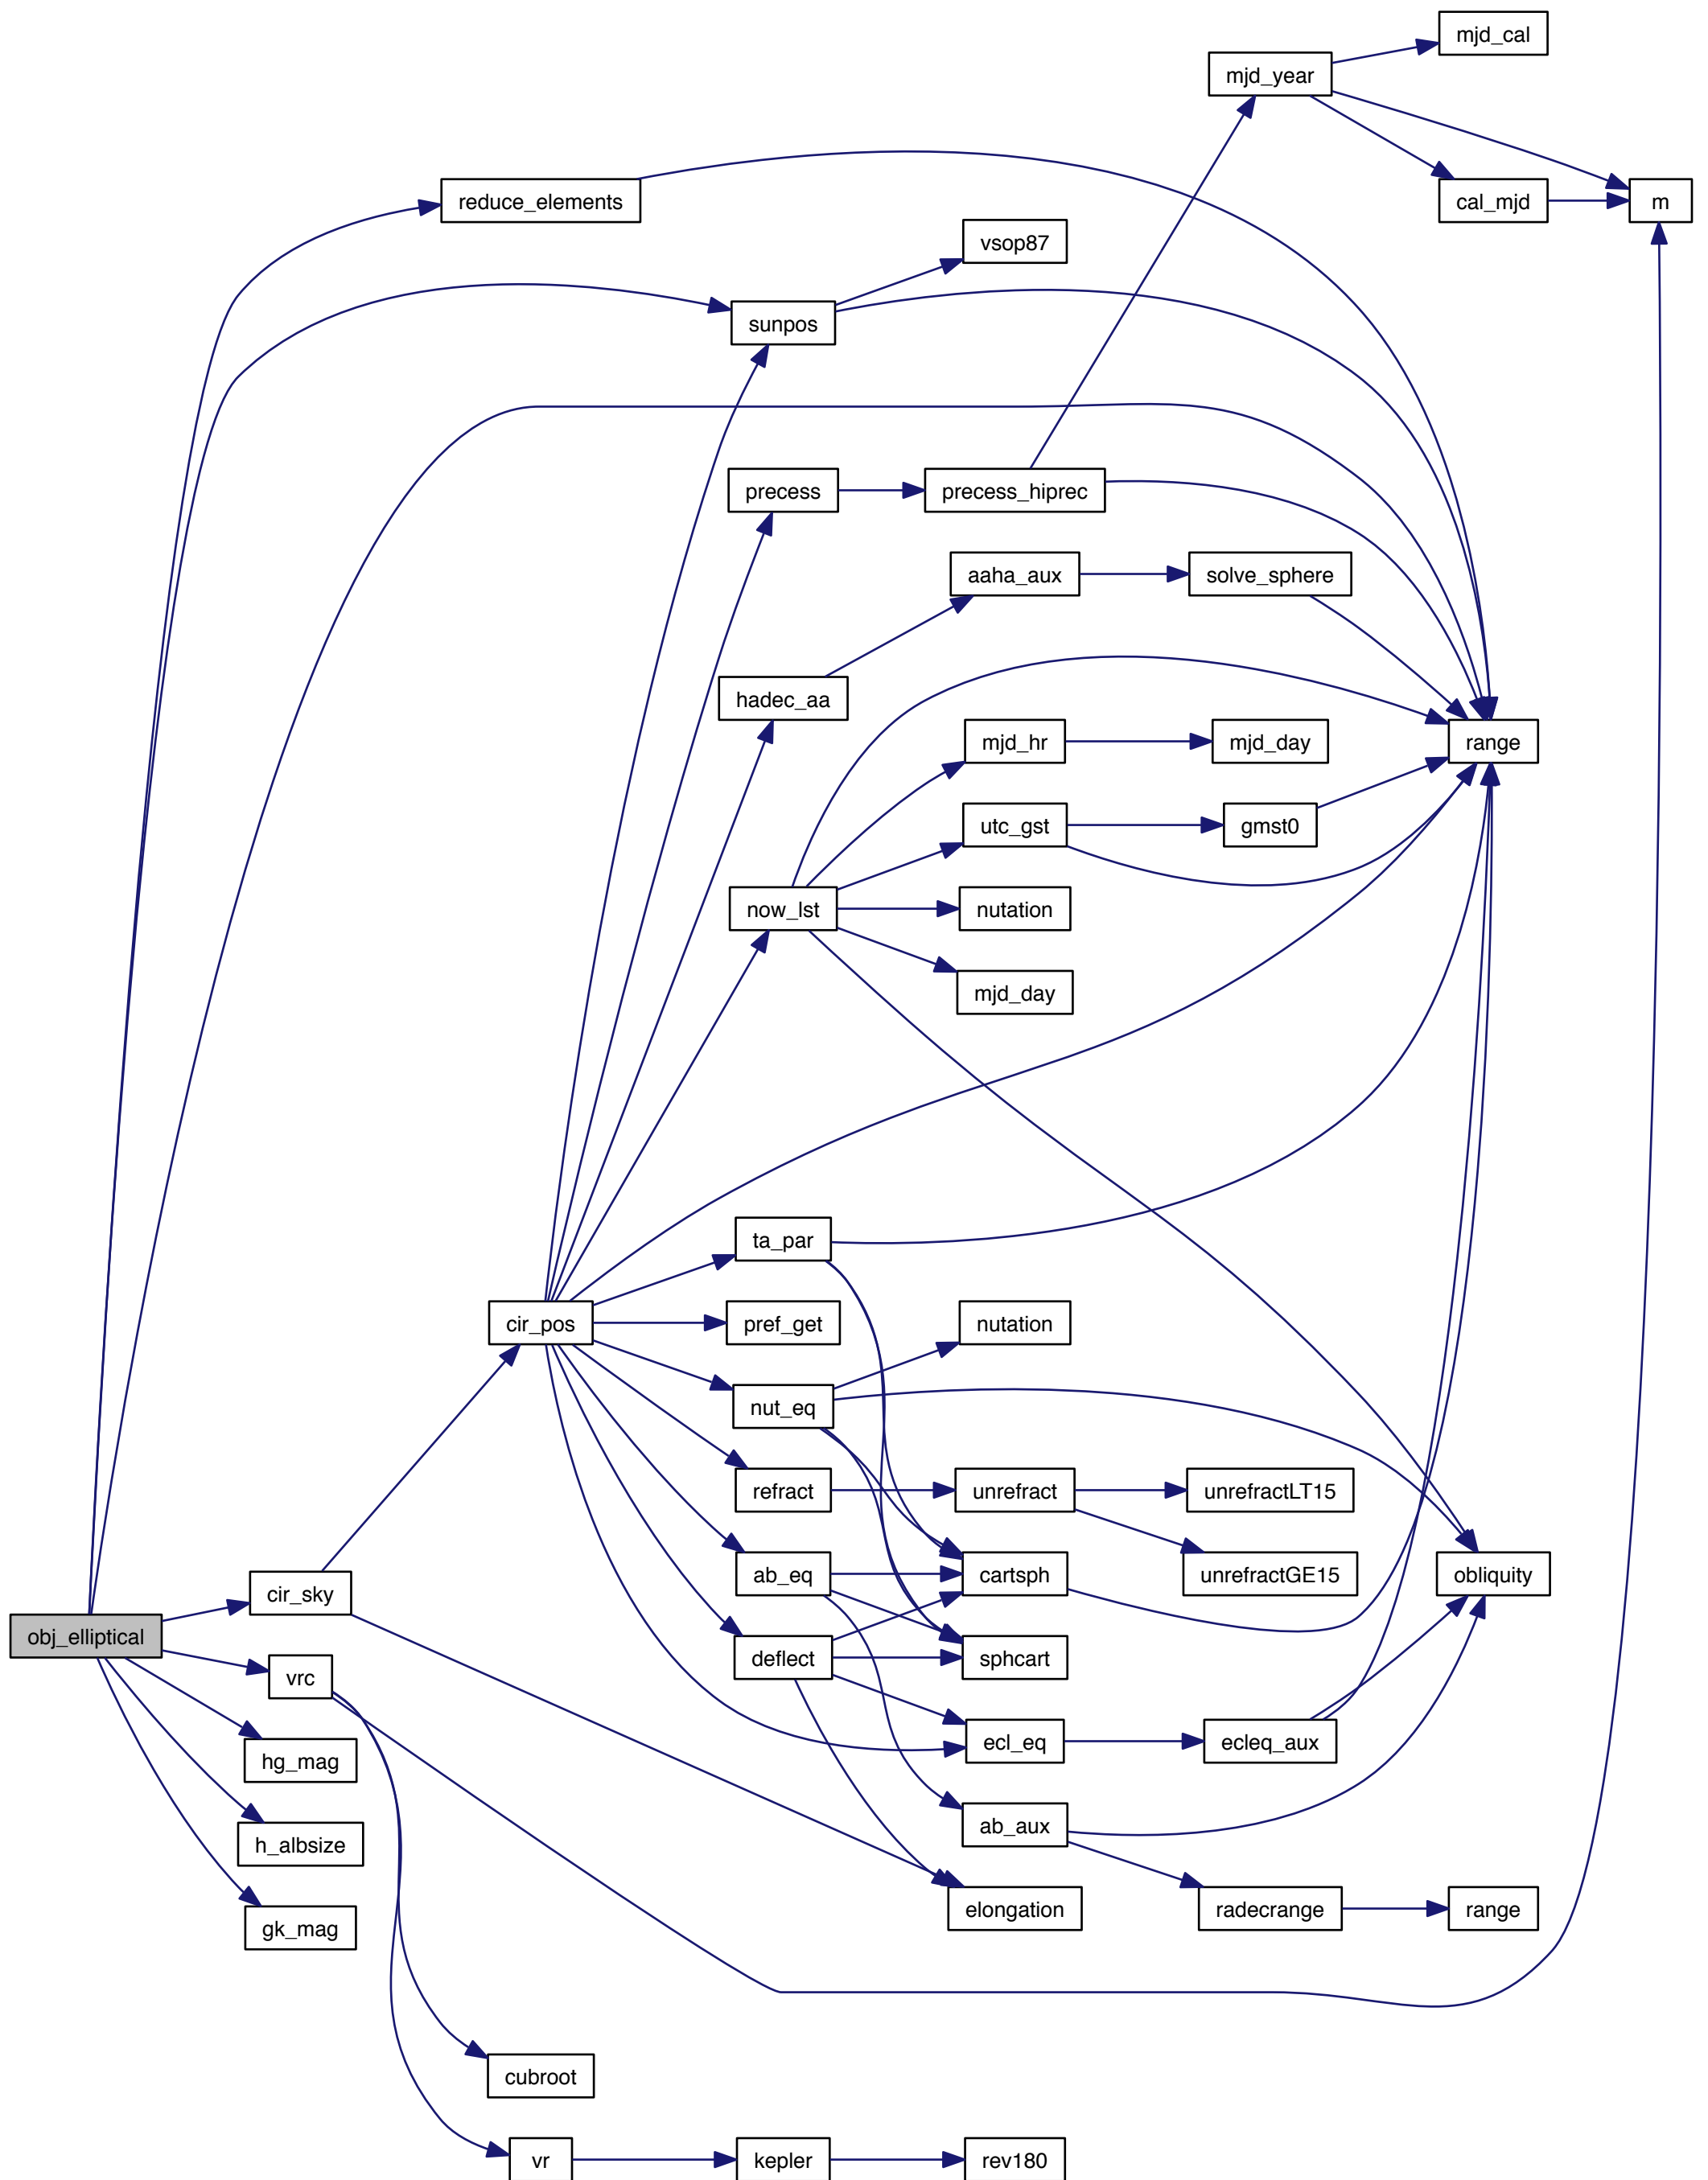 mjd_cal
mjd_year
reduce_elements
cal_mjd
m
vsop87
sunpos
precess
precess_hiprec
aaha_aux
solve_sphere
hadec_aa
mjd_hr
mjd_day
range
utc_gst
gmst0
now_lst
nutation
mjd_day
ta_par
cir_pos
pref_get
nutation
nut_eq
refract
unrefract
unrefractLT15
cir_sky
ab_eq
cartsph
unrefractGE15
obliquity
obj_elliptical
deflect
sphcart
vrc
hg_mag
ecl_eq
ecleq_aux
h_albsize
ab_aux
gk_mag
elongation
radecrange
range
cubroot
vr
kepler
rev180